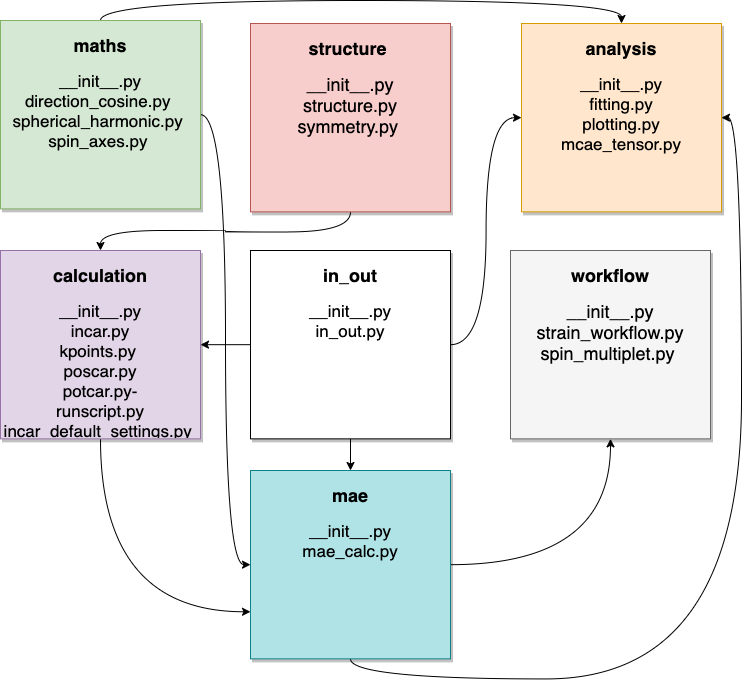 maths
__init__.py
direction_cosine.py
spherical_harmonic.py
spin_axes.py
structure
__init__.py
structure.py
symmetry.py
analysis
__init__.py
fitting.py
plotting.py
mcae_tensor.py
calculation
__init__.py
incar.py
kpoints.py
poscar.py
potcar.py-
runscript.py
incar_default_settings.py
in_out
__init__.py
in_out.py
workflow
__init__.py
strain_workflow.py
spin_multiplet.py
mae
__init__.py
mae_calc.py